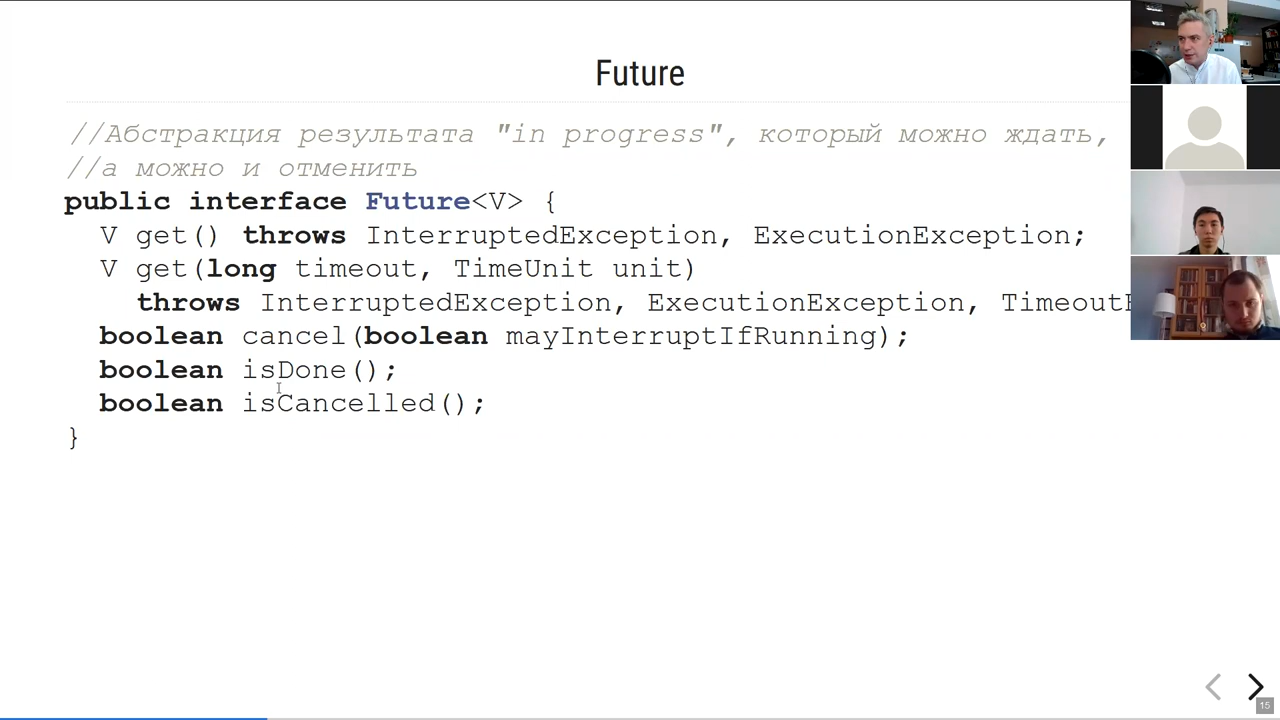 Future
//Абстракция результата "in progress", который можно ждать,
//а можно и отменить
public interface Future<V> {
V get() throws InterruptedException, ExecutionException;
V get(long timeout, TimeUnit unit)
throws InterruptedException, ExecutionException, Timeout
boolean cancel(boolean mayInterruptIfRunning);
boolean isDone();
boolean isCancelled();
}
15